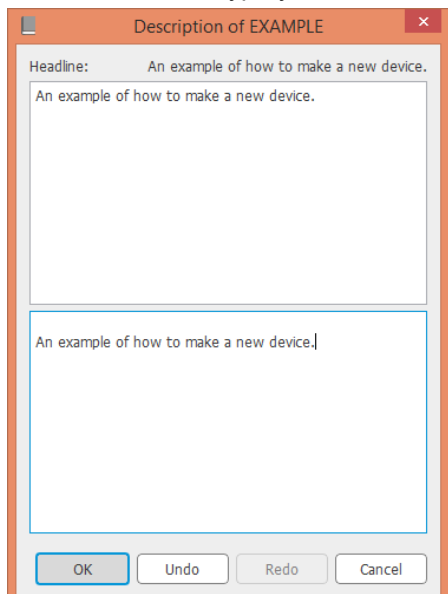 Description of EXAMPLE
Headline: An example of how to make a new device.
An example of how to make a new device.
An example of how to make a new device.
OK Undo Redo Cancel